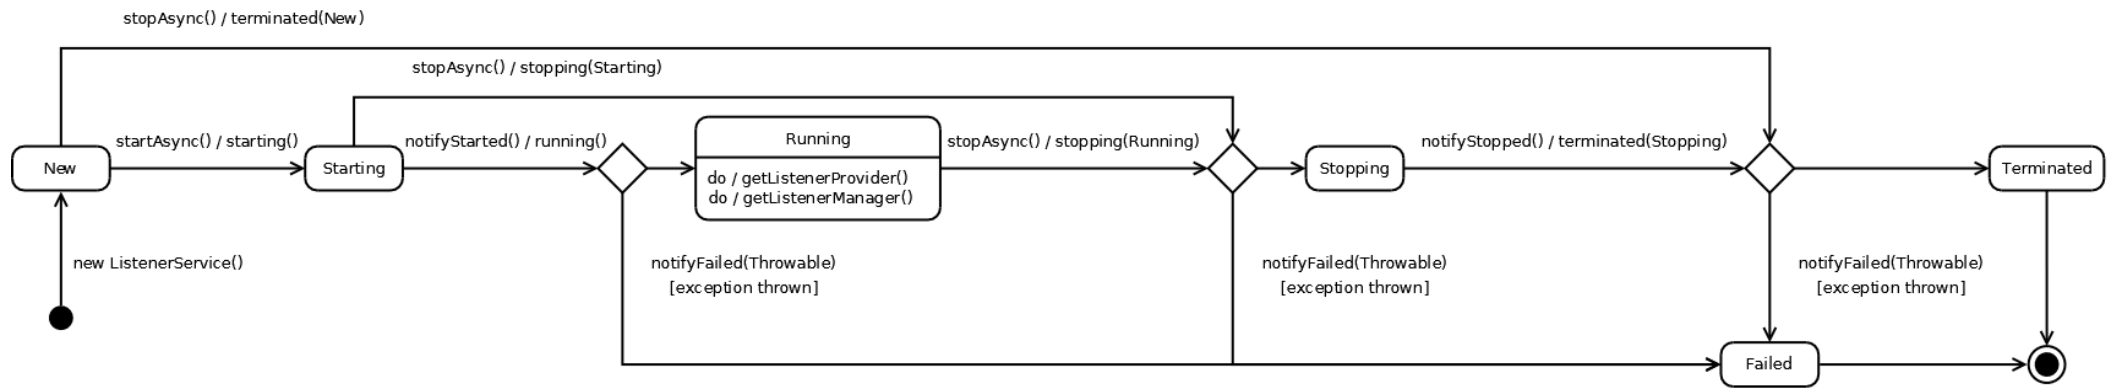 stopAsync() / terminated(New)
stopAsync() / stopping(Starting)
startAsync() / starting()
notifyStarted() / running()
Running
stopAsync() / stopping(Running)
notifyStopped() / terminated(Stopping)
New
Starting
do / getListenerProvider()
do / getListenerManager()
Stopping
Terminated
new ListenerService()
notifyFailed(Throwable)
[exception thrown]
notifyFailed(Throwable)
[exception thrown]
notifyFailed(Throwable)
[exception thrown]
Failed